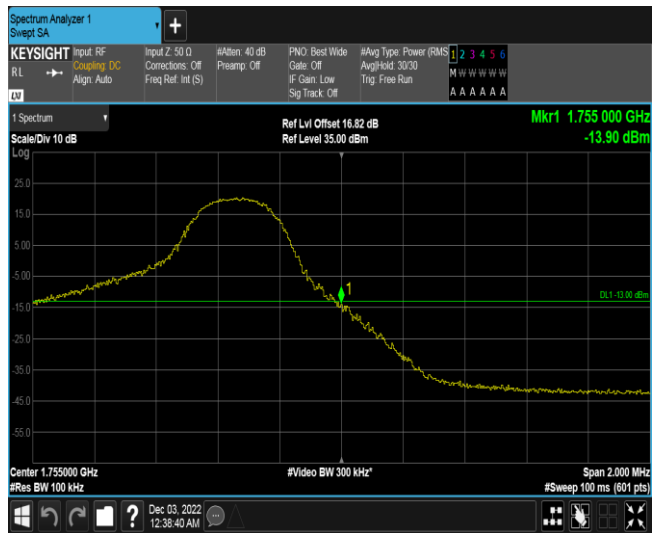 Spectrum Analyzer 1
Swept SA
+
KEYSIGHT
RL
LXI
Input: RF
Coupling: DC
Align: Auto
Input Z: 50 Ω
Corrections: Off
Freq Ref: Int (S)
#Atten: 40 dB
Preamp: Off
PNO: Best Wide
Gate: Off
IF Gain: Low
Sig Track: Off
#Avg Type: Power (RMS
Avg|Hold: 30/30
Trig: Free Run
1 2 3 4 5 6
M W W W W W
A A A A A A
1 Spectrum
Scale/Div 10 dB
Log
Ref Lvl Offset 16.82 dB
Ref Level 35.00 dBm
Mkr1 1.755 000 GHz
-13.90 dBm
25.0
15.0
5.00
-5.00
-15.0
-25.0
-35.0
-45.0
-55.0
1
DL1 -13.00 dBm
Center 1.755000 GHz
#Res BW 100 kHz
#Video BW 300 kHz*
Span 2.000 MHz
#Sweep 100 ms (601 pts)
?
Dec 03, 2022
12:38:40 AM